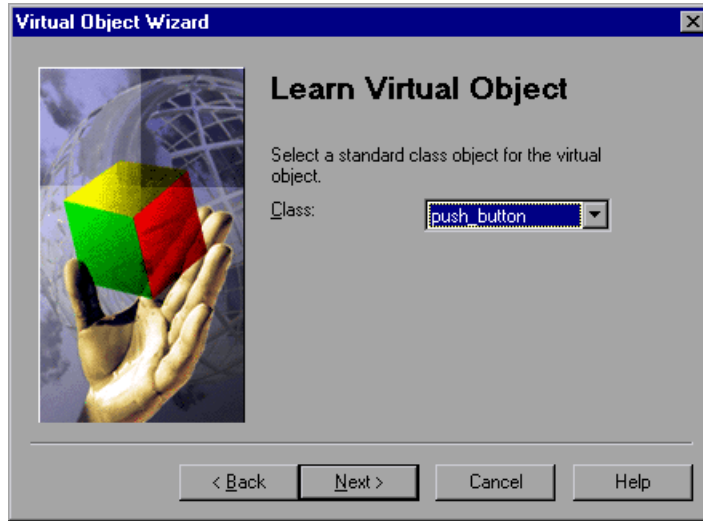 Virtual Object Wizard
Learn Virtual Object
Select a standard class object for the virtual
object.
Class: push_button
< Back Next > Cancel Help